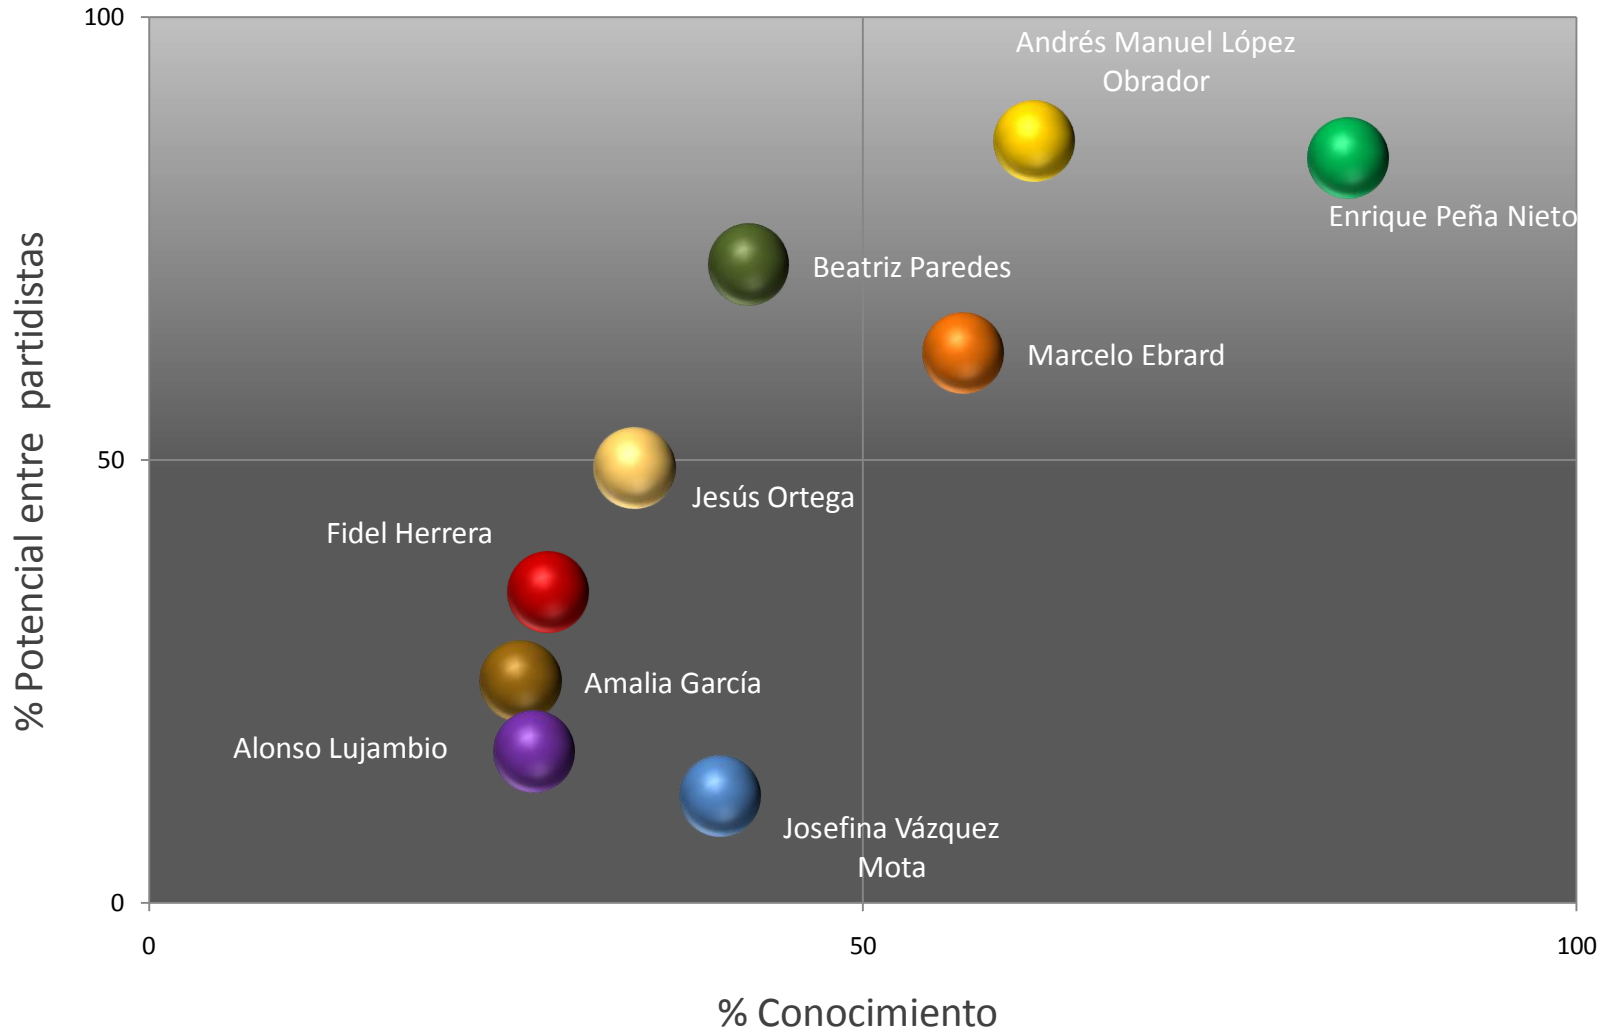 100
Andrés Manuel López
Obrador
Enrique Peña Nieto
Beatriz Paredes
Marcelo Ebrard
% Potencial entre  partidistas
50
Jesús Ortega
Fidel Herrera
Amalia García
Alonso Lujambio
Josefina Vázquez
Mota
0
0 50 100
% Conocimiento